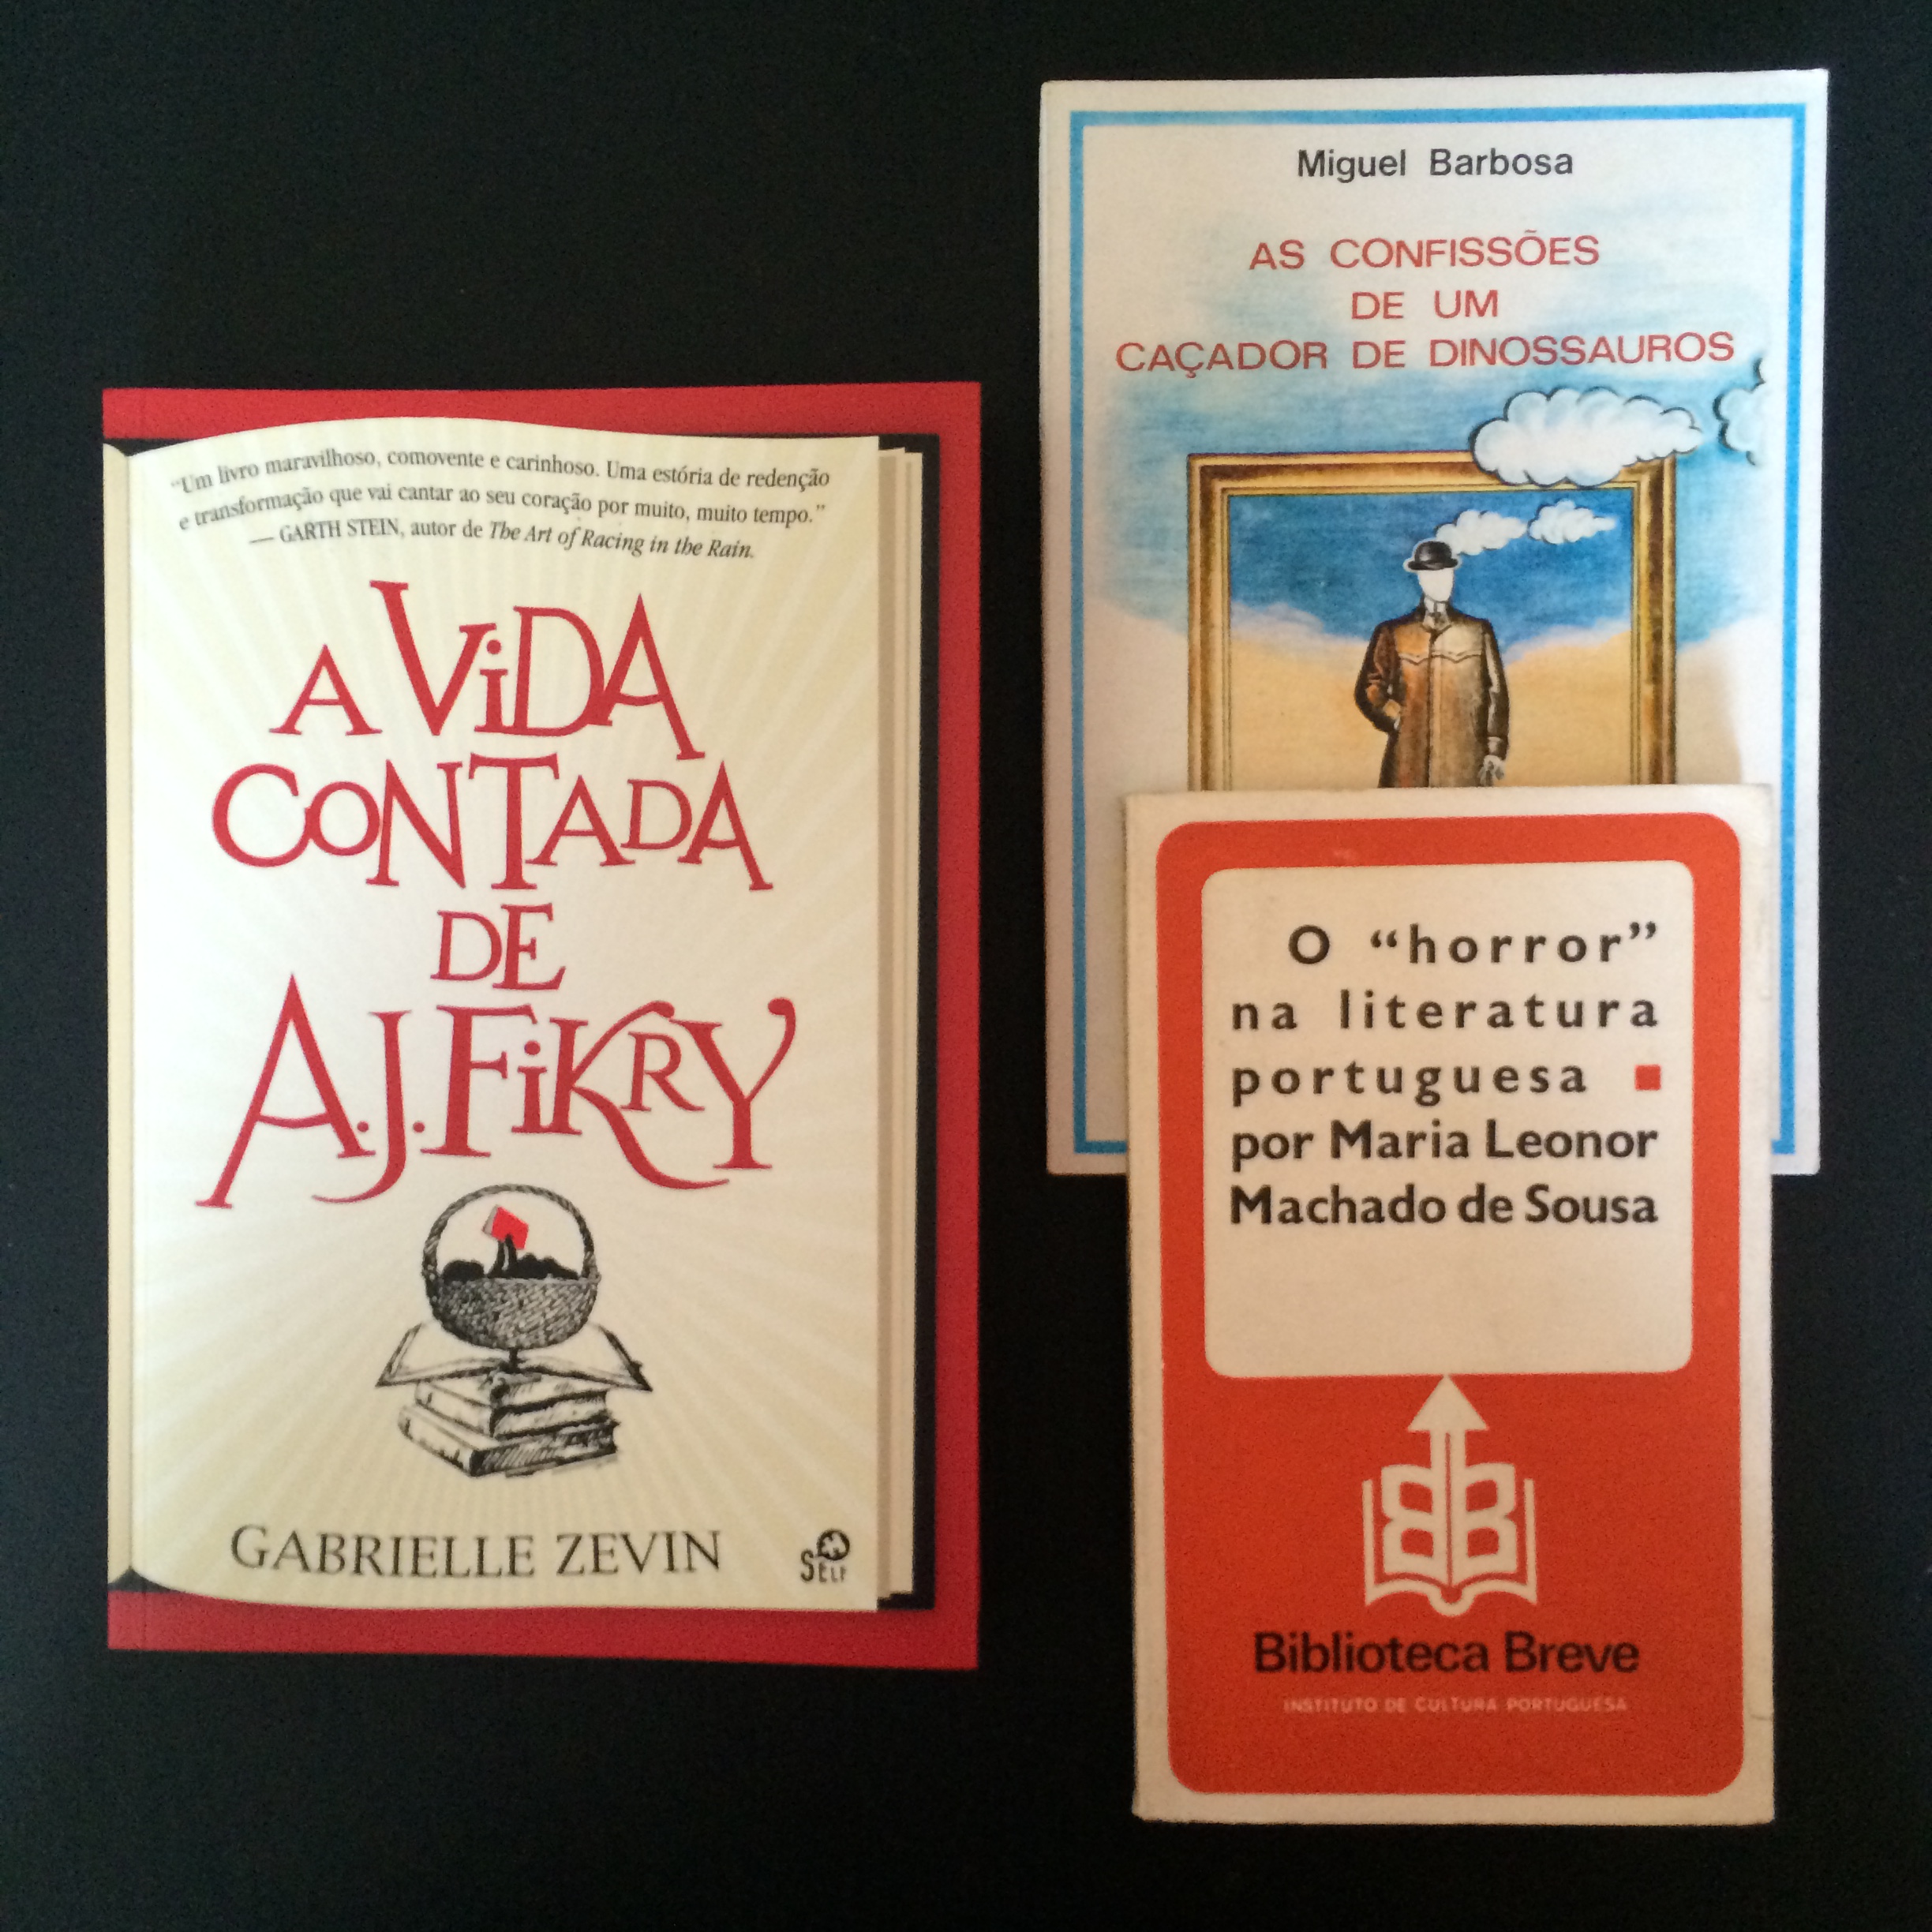 “Um livro maravilhoso, comovente e carinhoso. Uma estória de redenção
e transformação que vai cantar ao seu coração por muito, muito tempo.”
— GARTH STEIN, autor de The Art of Racing in the Rain.
A ViDA
CONTADA
DE
A.J. FiKRY
GABRIELLE ZEVIN
SELF
Miguel Barbosa
AS CONFISSÕES
DE UM
CAÇADOR DE DINOSSAUROS
O “horror”
na literatura
portuguesa
por Maria Leonor
Machado de Sousa
BB
Biblioteca Breve
INSTITUTO DE CULTURA PORTUGUESA